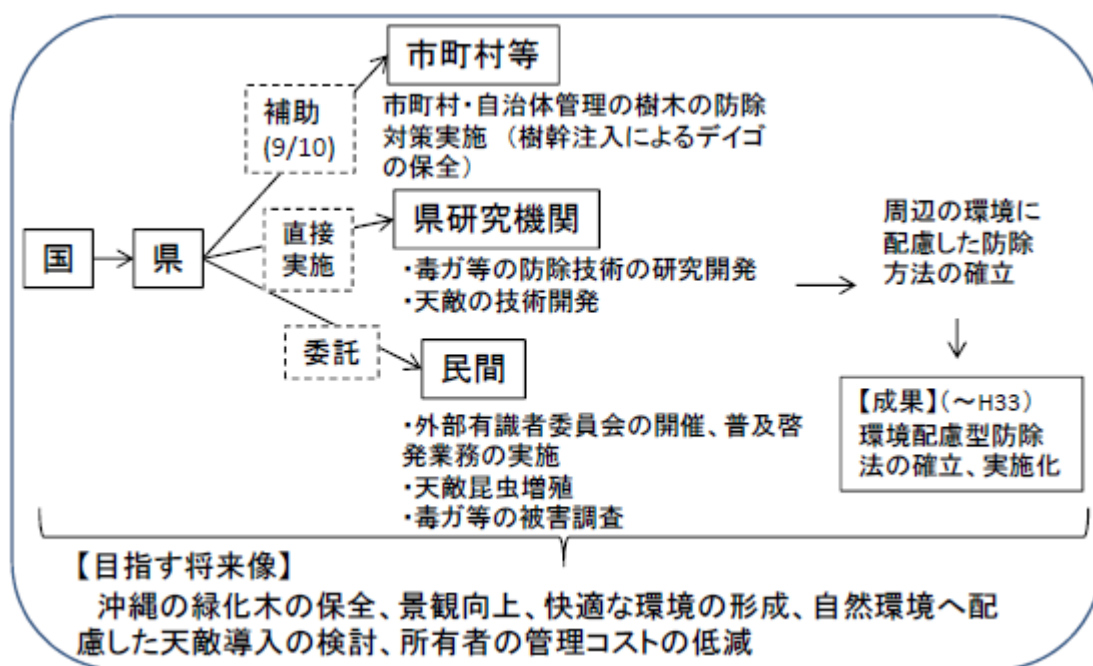 市町村等
補助
(9/10)
市町村・自治体管理の樹木の防除
対策実施　(樹幹注入によるデイゴ
の保全)
国
県
直接
実施
県研究機関
・毒ガ等の防除技術の研究開発
・天敵の技術開発
周辺の環境に
配慮した防除
方法の確立
委託
民間
・外部有識者委員会の開催、普及啓
発業務の実施
・天敵昆虫増殖
・毒ガ等の被害調査
【成果】(～H33)
環境配慮型防除
法の確立、実施化
【目指す将来像】
沖縄の緑化木の保全、景観向上、快適な環境の形成、自然環境へ配
慮した天敵導入の検討、所有者の管理コストの低減